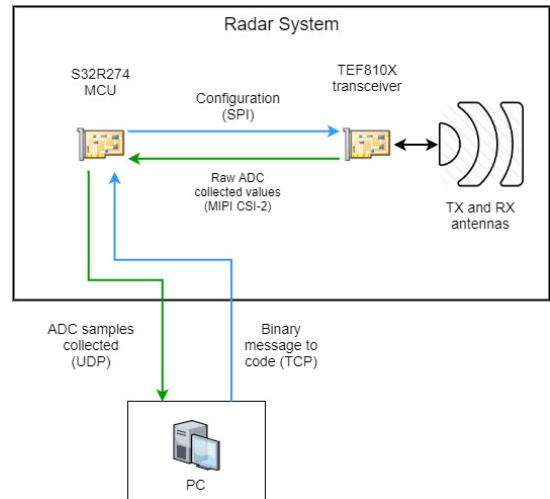 Radar System
S32R274
MCU
TEF810X
transceiver
Configuration
(SPI)
Raw ADC
collected values
(MIPI CSI-2)
TX and RX
antennas
ADC samples
collected
(UDP)
Binary
message to
code (TCP)
PC